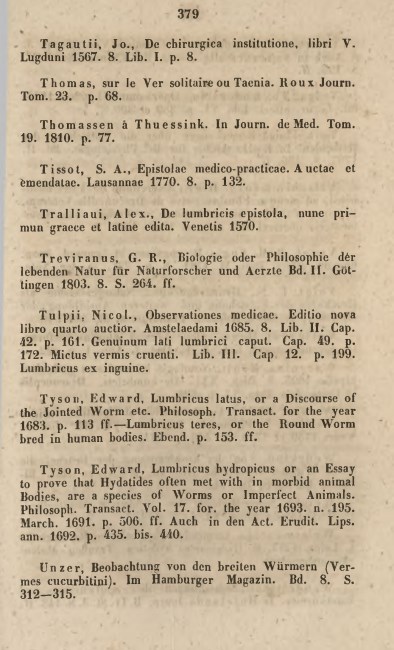 379
Tagautii, Jo., De chirurgica institutione, libri V.
Lugduni 1567. 8. Lib. I. p. 8.
Thomas, sur le Ver solitaire ou Taenia. Roux Journ.
Tom. 23. p. 68.
Thomassen à Thuessink. In Journ. de Med. Tom.
19. 1810. p. 77.
Tissot, S. A., Epistolae medico-practicae. Auctae et
emendatae. Lausannae 1770. 8. p. 132.
Tralliaui, Alex., De lumbricis epistola, nunc pri-
mun graece et latine edita. Venetis 1570.
Treviranus, G. R., Biologie oder Philosophie der
lebenden Natur für Naturforscher und Aerzte Bd. II. Göt-
tingen 1803. 8. S. 264. ff.
Tulpii, Nicol., Observationes medicae. Editio nova
libro quarto auctior. Amstelaedami 1685. 8. Lib. II. Cap.
42. p. 161. Genuinum lati lumbrici caput. Cap. 49. p.
172. Mictus vermis cruenti. Lib. III. Cap 12. p. 199.
Lumbricus ex inguine.
Tyson, Edward, Lumbricus latus, or a Discourse of
the Jointed Worm etc. Philosoph. Transact. for the year
1683. p. 113 ff.—Lumbricus teres, or the Round Worm
bred in human bodies. Ebend. p. 153. ff.
Tyson, Edward, Lumbricus hydropicus or an Essay
to prove that Hydatides often met with in morbid animal
Bodies, are a species of Worms or Imperfect Animals.
Philosoph. Transact. Vol. 17. for. the year 1693. n. 195.
March. 1691. p. 506. ff. Auch in den Act. Erudit. Lips.
ann. 1692. p. 435. bis. 440.
Unzer, Beobachtung von den breiten Würmern (Ver-
mes cucurbitini). Im Hamburger Magazin. Bd. 8. S.
312—315.